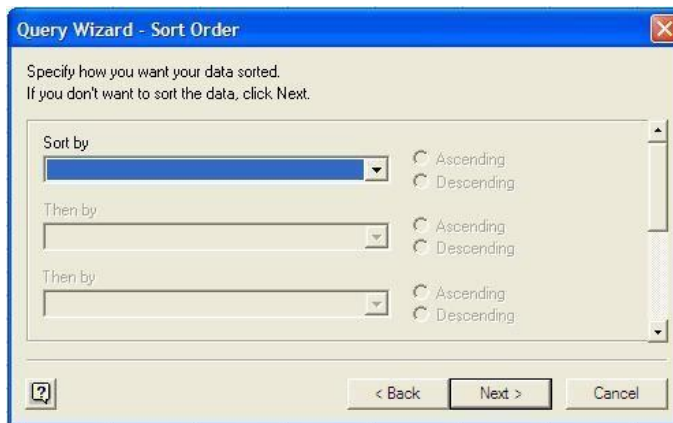 Query Wizard - Sort Order
Specify how you want your data sorted.
If you don't want to sort the data, click Next.
Sort by
Ascending
Descending
Then by
Ascending
Descending
Then by
Ascending
Descending
?
< Back Next > Cancel